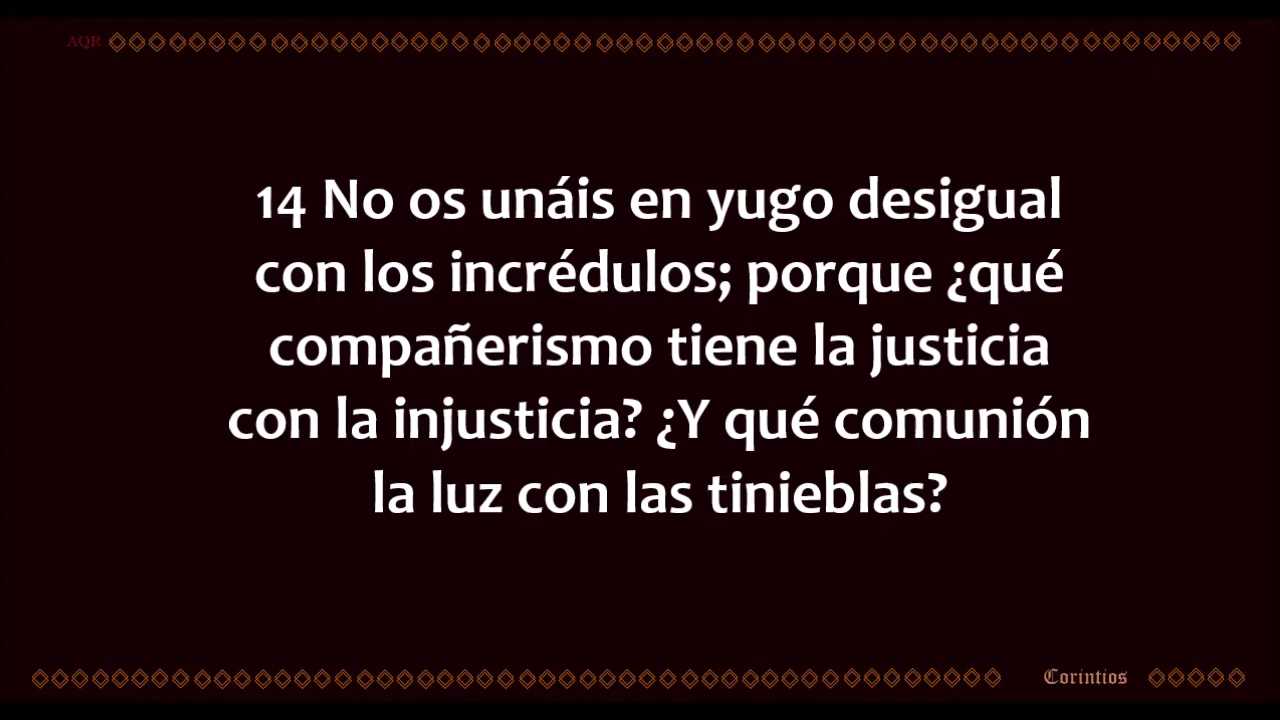 AQR
14 No os unáis en yugo desigual
con los incrédulos; porque ¿qué
compañerismo tiene la justicia
con la injusticia? ¿Y qué comunión
la luz con las tinieblas?
Corintios